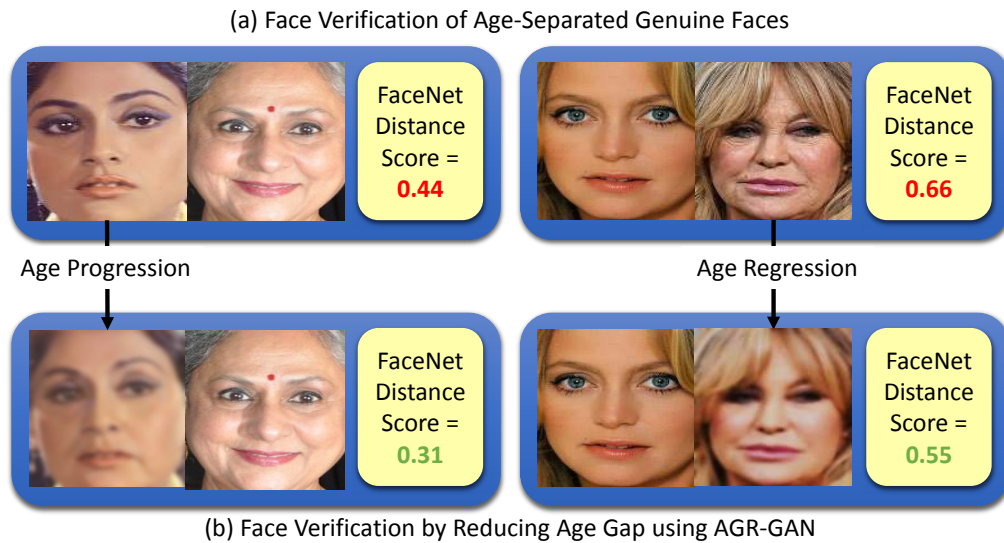 (a) Face Verification of Age-Separated Genuine Faces
FaceNet
Distance
Score =
0.44
FaceNet
Distance
Score =
0.66
Age Progression
Age Regression
FaceNet
Distance
Score =
0.31
FaceNet
Distance
Score =
0.55
(b) Face Verification by Reducing Age Gap using AGR-GAN